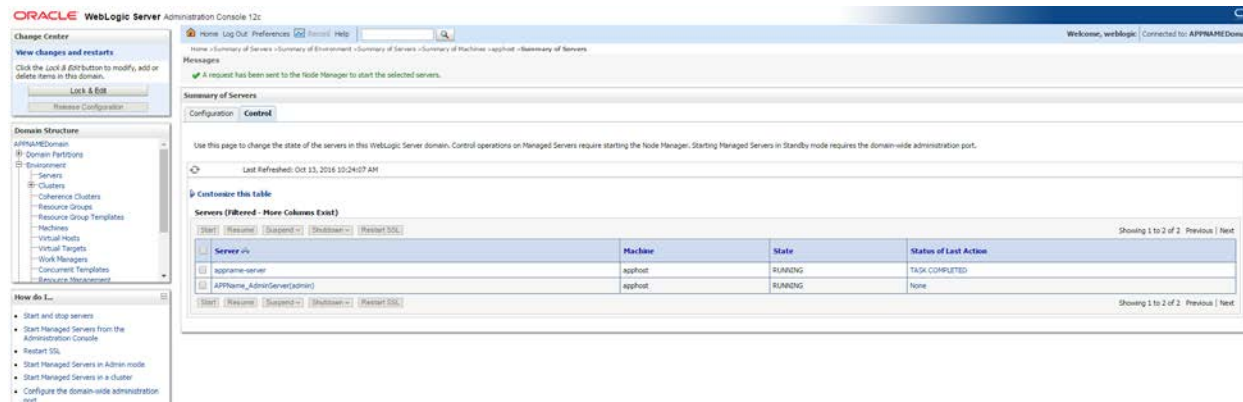 ORACLE WebLogic Server Administration Console 12c
Change Center
View changes and restarts
Click the Lock & Edit button to modify, add or
delete items in this domain.
Lock & Edit
Release Configuration
Domain Structure
APPNAMEDomain
Domain Partitions
Environment
Servers
Clusters
Coherence Clusters
Resource Groups
Resource Group Templates
Machines
Virtual Hosts
Virtual Targets
Work Managers
Concurrent Templates
Resource Management
How do I...
Start and stop servers
Start Managed Servers from the
Administration Console
Restart SSL
Start Managed Servers in Admin mode
Start Managed Servers in a cluster
Configure the domain-wide administration
port
Home Log Out Preferences Record Help
Welcome, weblogic Connected to: APPNAMEDoma
Home >Summary of Servers >Summary of Environment >Summary of Servers >Summary of Machines >apphost >Summary of Servers
Messages
A request has been sent to the Node Manager to start the selected servers.
Summary of Servers
Configuration Control
Use this page to change the state of the servers in this WebLogic Server domain. Control operations on Managed Servers require starting the Node Manager. Starting Managed Servers in Standby mode requires the domain-wide administration port.
Last Refreshed: Oct 13, 2016 10:24:07 AM
Customize this table
Servers (Filtered - More Columns Exist)
Start Resume Suspend Shutdown Restart SSL Showing 1 to 2 of 2 Previous | Next
Server Machine State Status of Last Action
appname-server apphost RUNNING TASK COMPLETED
APPName_AdminServer(admin) apphost RUNNING None
Start Resume Suspend Shutdown Restart SSL Showing 1 to 2 of 2 Previous | Next